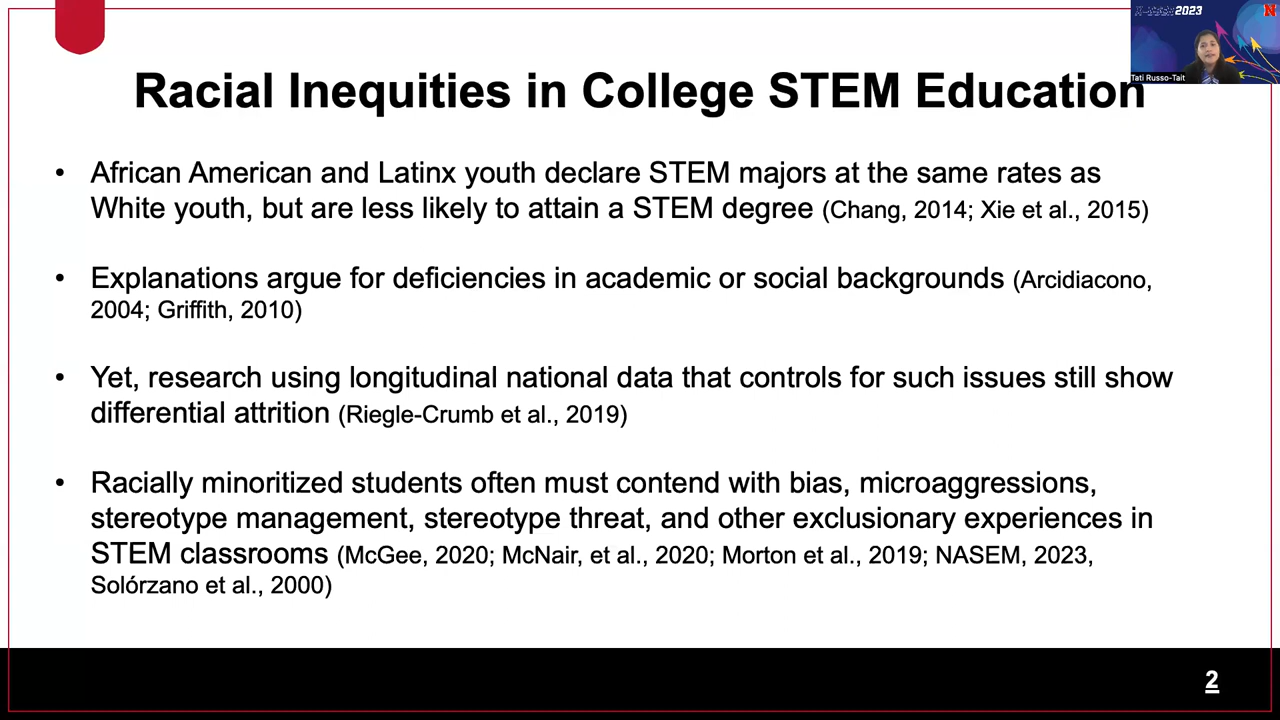 2023
N
Tati Russo-Tait
Racial Inequities in College STEM Education
• African American and Latinx youth declare STEM majors at the same rates as
White youth, but are less likely to attain a STEM degree (Chang, 2014; Xie et al., 2015)
• Explanations argue for deficiencies in academic or social backgrounds (Arcidiacono,
2004; Griffith, 2010)
• Yet, research using longitudinal national data that controls for such issues still show
differential attrition (Riegle-Crumb et al., 2019)
• Racially minoritized students often must contend with bias, microaggressions,
stereotype management, stereotype threat, and other exclusionary experiences in
STEM classrooms (McGee, 2020; McNair, et al., 2020; Morton et al., 2019; NASEM, 2023,
Solórzano et al., 2000)
2